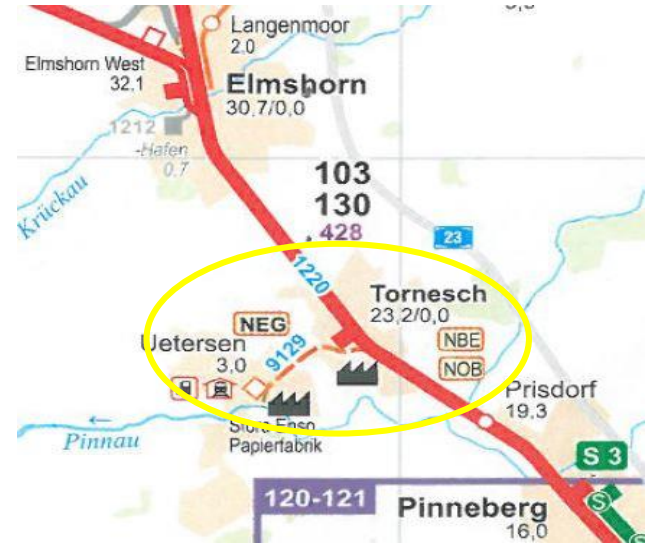 Langenmoor
2,0
Elmshorn West
32,1
Elmshorn
30,7/0,0
1212
-Hafen
0,7
Krückau
103
130
428
23
1220
Tornesch
23,2/0,0
NEG
Uetersen
3,0
9129
NBE
NOB
Prisdorf
19,3
Stora Enso
Papierfabrik
←
Pinnau
S 3
120-121
Pinneberg
16,0
S
S